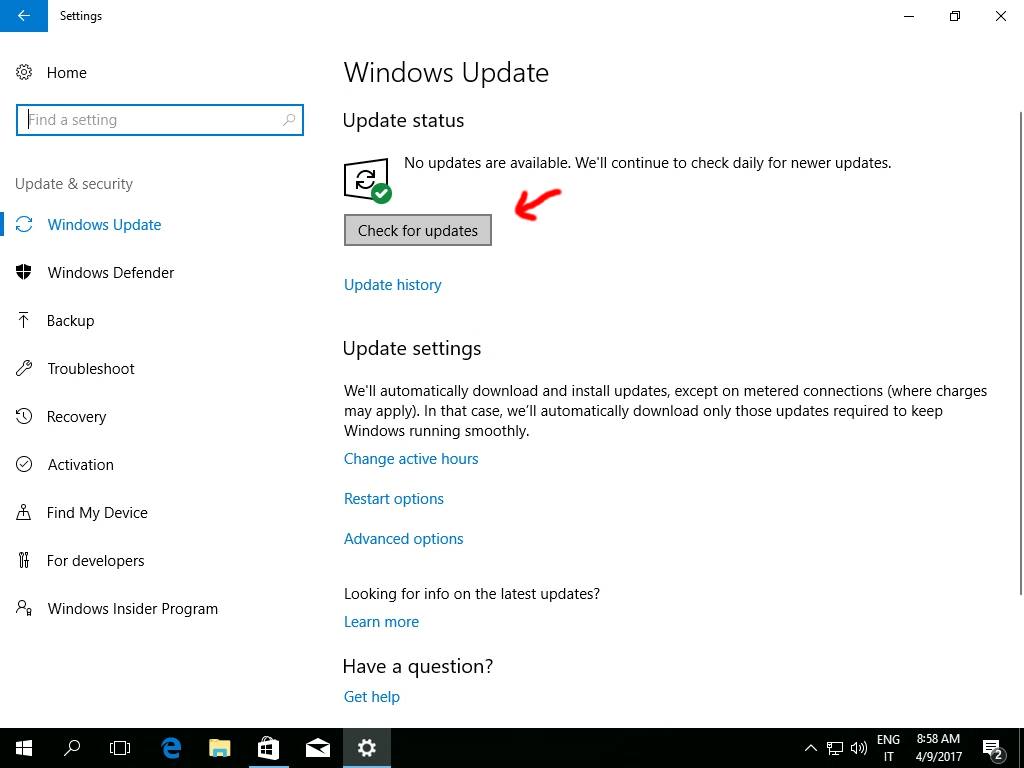 Settings
Home
Find a setting
Update & security
Windows Update
Windows Defender
Backup
Troubleshoot
Recovery
Activation
Find My Device
For developers
Windows Insider Program
Windows Update
Update status
No updates are available. We'll continue to check daily for newer updates.
Check for updates
Update history
Update settings
We'll automatically download and install updates, except on metered connections (where charges
may apply). In that case, we'll automatically download only those updates required to keep
Windows running smoothly.
Change active hours
Restart options
Advanced options
Looking for info on the latest updates?
Learn more
Have a question?
Get help
ENG
IT
8:58 AM
4/9/2017
2